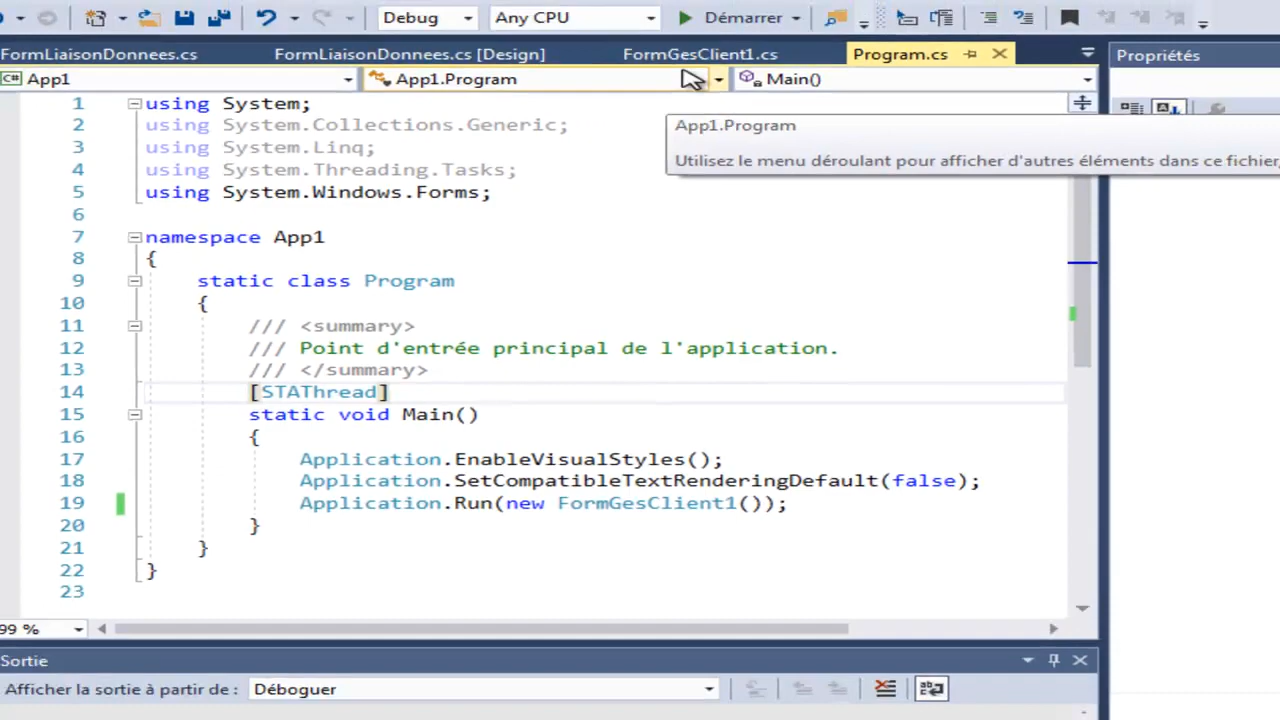 Debug Any CPU Démarrer
FormLiaisonDonnees.cs FormLiaisonDonnees.cs [Design] FormGesClient1.cs Program.cs Propriétés
C# App1 App1.Program Main()
App1.Program
Utilisez le menu déroulant pour afficher d'autres éléments dans ce fichier,
1 using System;
2 using System.Collections.Generic;
3 using System.Linq;
4 using System.Threading.Tasks;
5 using System.Windows.Forms;
6
7 namespace App1
8 {
9 static class Program
10 {
11 /// <summary>
12 /// Point d'entrée principal de l'application.
13 /// </summary>
14 [STAThread]
15 static void Main()
16 {
17 Application.EnableVisualStyles();
18 Application.SetCompatibleTextRenderingDefault(false);
19 Application.Run(new FormGesClient1());
20 }
21 }
22 }
23
99 %
Sortie
Afficher la sortie à partir de : Déboguer